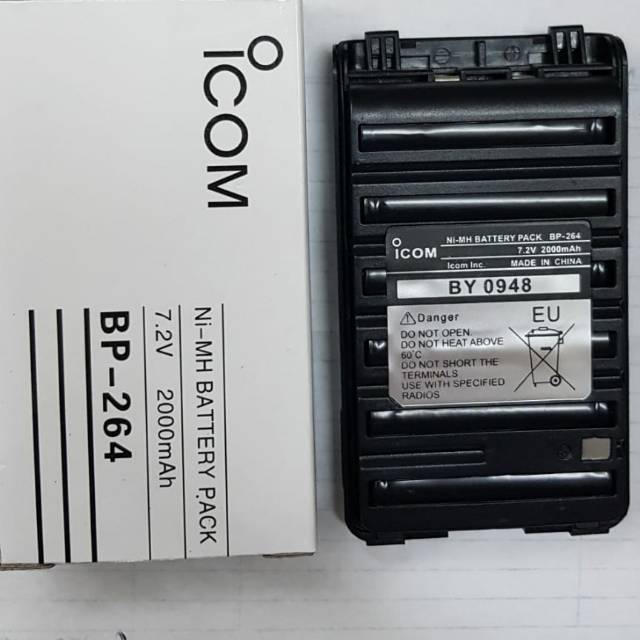 ICOM
Ni-MH BATTERY PACK
7.2V 2000mAh
BP-264
ICOM
Ni-MH BATTERY PACK BP-264
7.2V 2000mAh
Icom Inc. MADE IN CHINA
BY 0948
Danger
DO NOT OPEN.
DO NOT HEAT ABOVE
60°C
DO NOT SHORT THE
TERMINALS
USE WITH SPECIFIED
RADIOS
EU